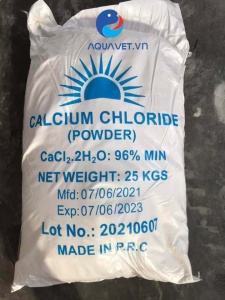 AQUAVET.VN
CALCIUM CHLORIDE
(POWDER)
CaCl₂.2H₂O: 96% MIN
NET WEIGHT: 25 KGS
Mfd: 07/06/2021
Exp: 07/06/2023
Lot No.: 20210607
MADE IN P.R.C